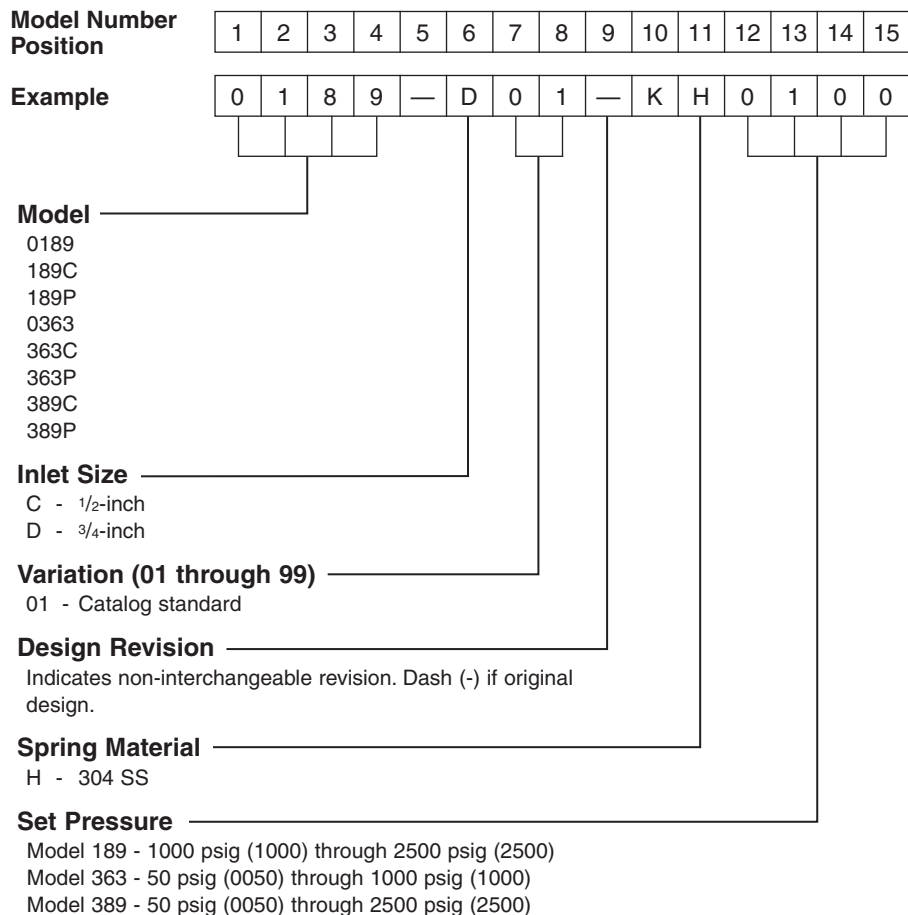 Model Number
Position
1 2 3 4 5 6 7 8 9 10 11 12 13 14 15
Example
0 1 8 9 — D 0 1 — K H 0 1 0 0
Model
0189
189C
189P
0363
363C
363P
389C
389P
Inlet Size
C - 1/2-inch
D - 3/4-inch
Variation (01 through 99)
01 - Catalog standard
Design Revision
Indicates non-interchangeable revision. Dash (-) if original
design.
Spring Material
H - 304 SS
Set Pressure
Model 189 - 1000 psig (1000) through 2500 psig (2500)
Model 363 - 50 psig (0050) through 1000 psig (1000)
Model 389 - 50 psig (0050) through 2500 psig (2500)